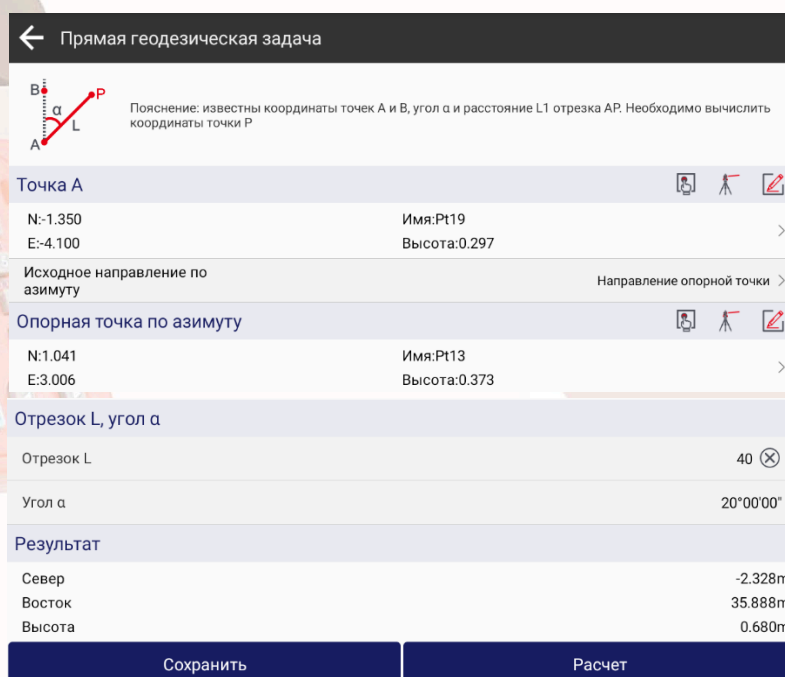 Прямая геодезическая задача
B
P
α
L
A
Пояснение: известны координаты точек A и B, угол α и расстояние L1 отрезка AP. Необходимо вычислить
координаты точки P
Точка A
N:-1.350 Имя:Pt19
E:-4.100 Высота:0.297
Исходное направление по
азимуту
Направление опорной точки
Опорная точка по азимуту
N:1.041 Имя:Pt13
E:3.006 Высота:0.373
Отрезок L, угол α
Отрезок L 40
Угол α 20°00'00"
Результат
Север -2.328m
Восток 35.888m
Высота 0.680m
Сохранить Расчет